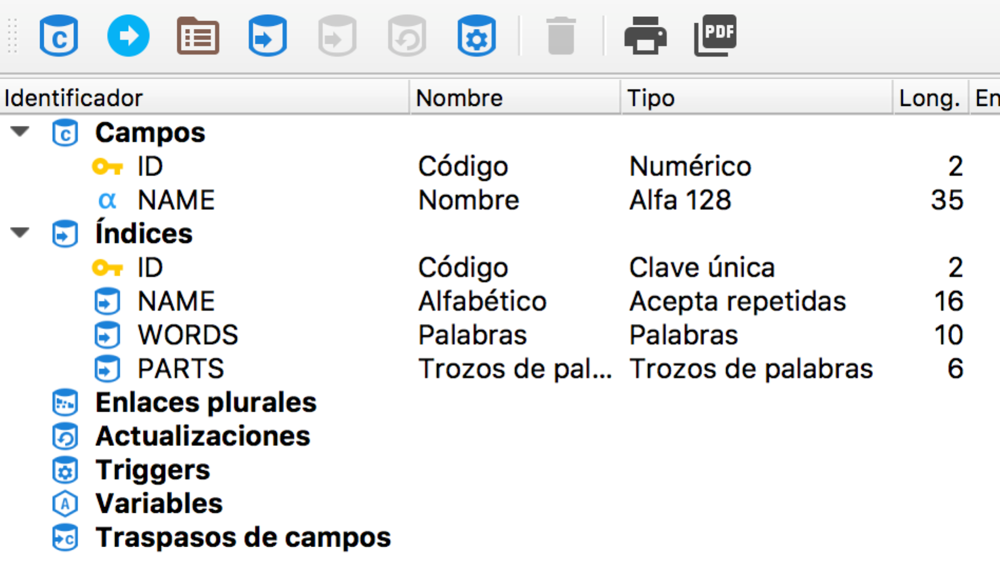 C PDF
Identificador Nombre Tipo Long. En
C Campos
ID Código Numérico 2
α NAME Nombre Alfa 128 35
Índices
ID Código Clave única 2
NAME Alfabético Acepta repetidas 16
WORDS Palabras Palabras 10
PARTS Trozos de pal... Trozos de palabras 6
Enlaces plurales
Actualizaciones
Triggers
A Variables
C Traspasos de campos